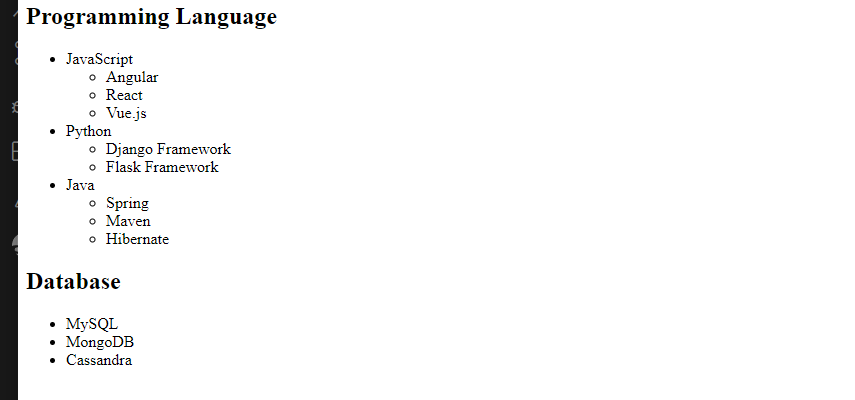 Programming Language
JavaScript
Angular
React
Vue.js
Python
Django Framework
Flask Framework
Java
Spring
Maven
Hibernate
Database
MySQL
MongoDB
Cassandra